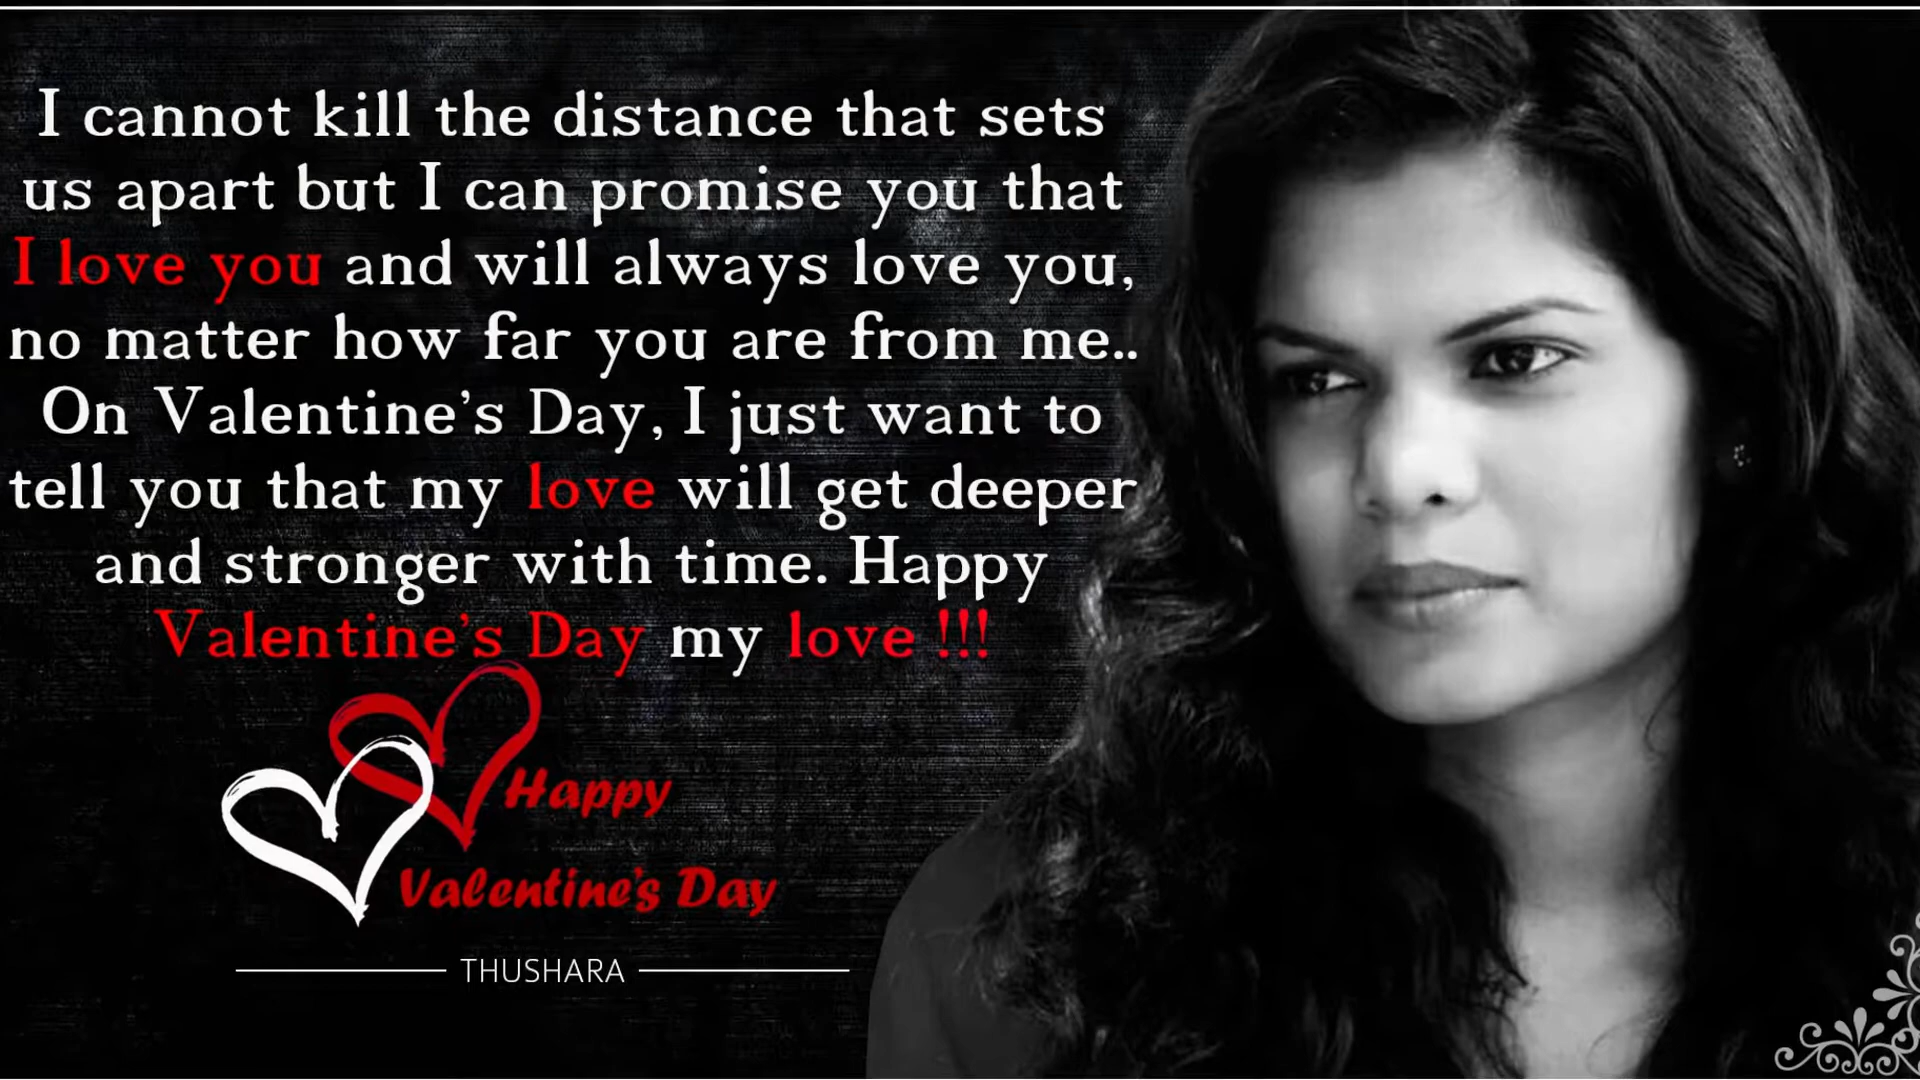 I cannot kill the distance that sets
us apart but I can promise you that
I love you and will always love you,
no matter how far you are from me..
On Valentine's Day, I just want to
tell you that my love will get deeper
and stronger with time. Happy
Valentine's Day my love !!!
Happy
Valentine's Day
THUSHARA